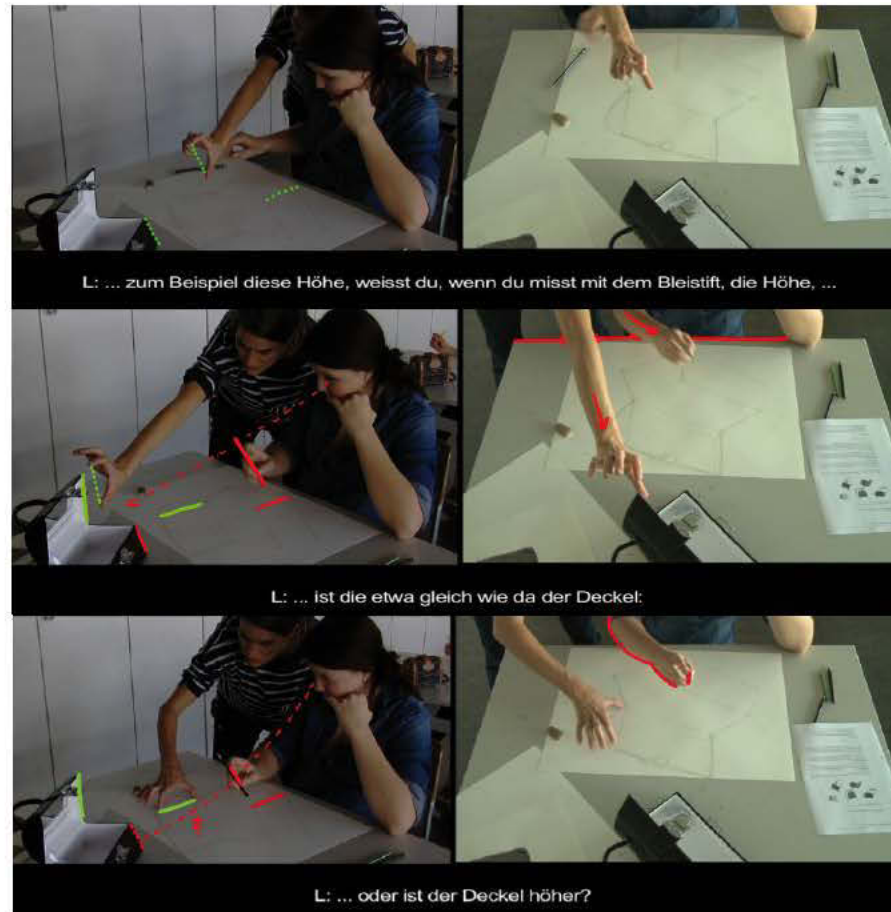 L: ... zum Beispiel diese Höhe, weisst du, wenn du misst mit dem Bleistift, die Höhe, ...
L: ... ist die etwa gleich wie da der Deckel:
L: ... oder ist der Deckel höher?